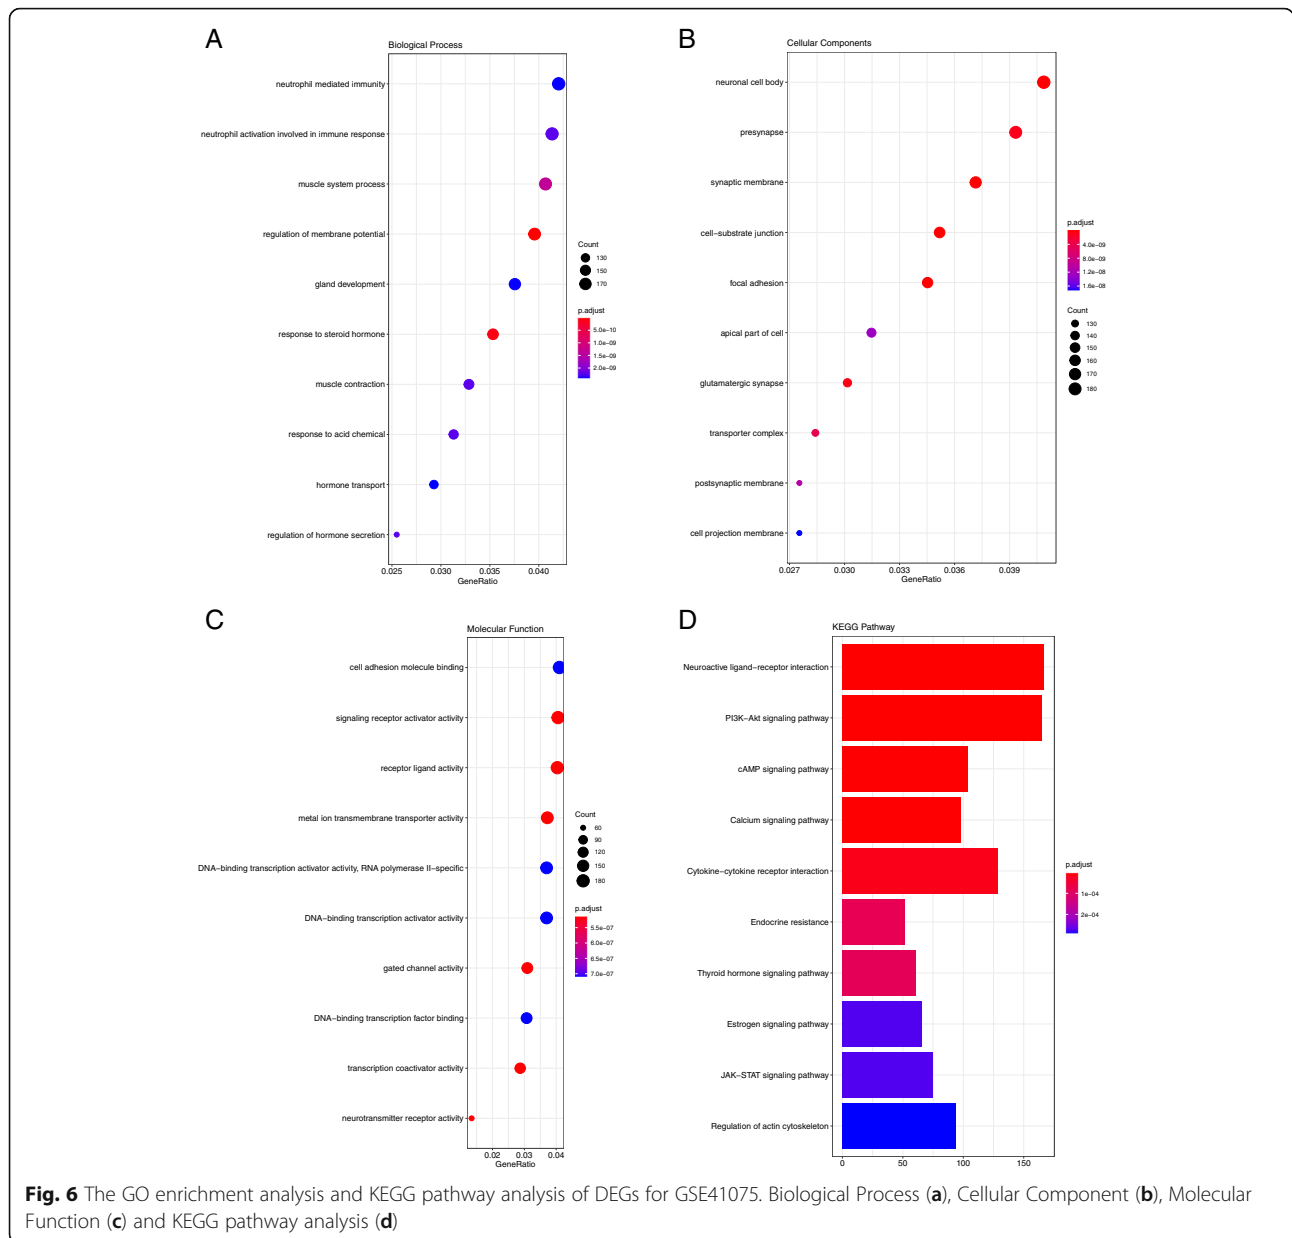 A
Biological Process
neutrophil mediated immunity
neutrophil activation involved in immune response
muscle system process
regulation of membrane potential
gland development
response to steroid hormone
muscle contraction
response to acid chemical
hormone transport
regulation of hormone secretion
0.025 0.030 0.035 0.040
GeneRatio
Count
130
150
170
p.adjust
5.0e−10
1.0e−09
1.5e−09
2.0e−09
B
Cellular Components
neuronal cell body
presynapse
synaptic membrane
cell−substrate junction
focal adhesion
apical part of cell
glutamatergic synapse
transporter complex
postsynaptic membrane
cell projection membrane
0.027 0.030 0.033 0.036 0.039
GeneRatio
p.adjust
4.0e−09
8.0e−09
1.2e−08
1.6e−08
Count
130
140
150
160
170
180
C
Molecular Function
cell adhesion molecule binding
signaling receptor activator activity
receptor ligand activity
metal ion transmembrane transporter activity
DNA−binding transcription activator activity, RNA polymerase II−specific
DNA−binding transcription activator activity
gated channel activity
DNA−binding transcription factor binding
transcription coactivator activity
neurotransmitter receptor activity
0.02 0.03 0.04
GeneRatio
Count
60
90
120
150
180
p.adjust
5.5e−07
6.0e−07
6.5e−07
7.0e−07
D
KEGG Pathway
Neuroactive ligand−receptor interaction
PI3K−Akt signaling pathway
cAMP signaling pathway
Calcium signaling pathway
Cytokine−cytokine receptor interaction
Endocrine resistance
Thyroid hormone signaling pathway
Estrogen signaling pathway
JAK−STAT signaling pathway
Regulation of actin cytoskeleton
0 50 100 150
p.adjust
1e−04
2e−04
Fig. 6 The GO enrichment analysis and KEGG pathway analysis of DEGs for GSE41075. Biological Process (a), Cellular Component (b), Molecular
Function (c) and KEGG pathway analysis (d)